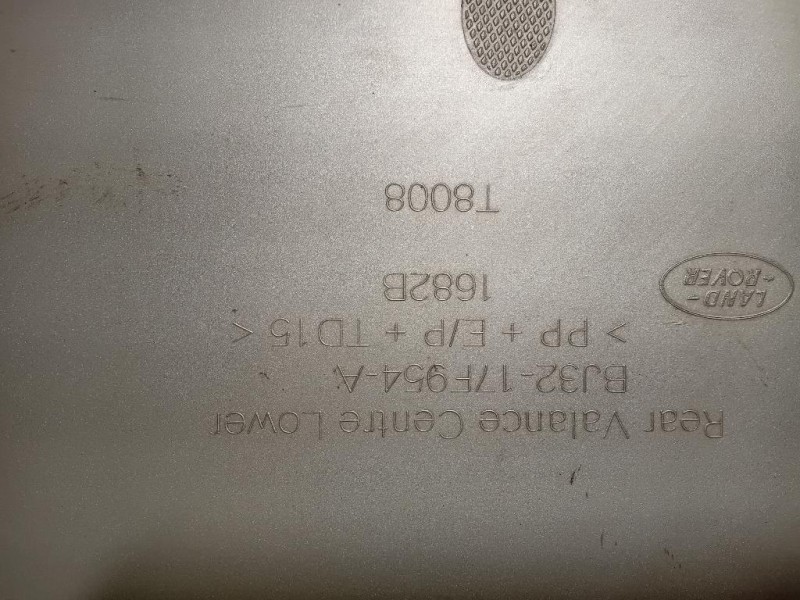 Rear Valance Centre Lower
BJ32-17F954-A
> PP + E/P + TD15 <
1682B
LAND-
-ROVER
T8008